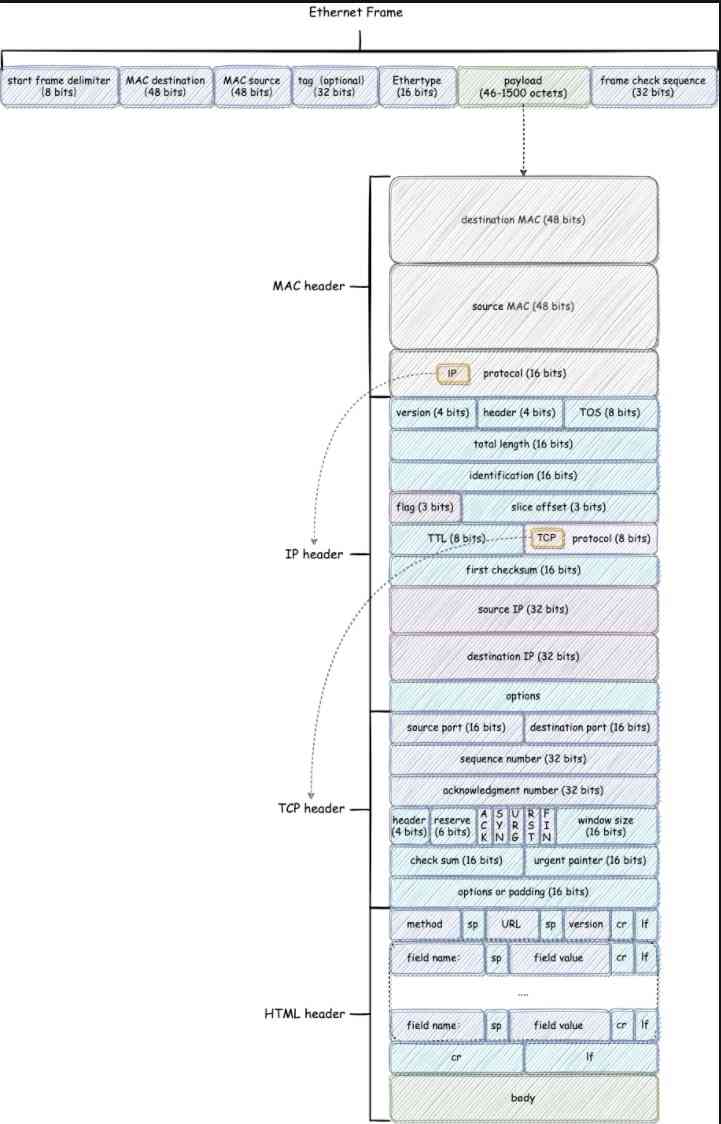 Ethernet Frame
start frame delimiter
(8 bits)
MAC destination
(48 bits)
MAC source
(48 bits)
tag (optional)
(32 bits)
Ethertype
(16 bits)
payload
(46-1500 octets)
frame check sequence
(32 bits)
MAC header
destination MAC (48 bits)
source MAC (48 bits)
IP protocol (16 bits)
IP header
version (4 bits) header (4 bits) TOS (8 bits)
total length (16 bits)
identification (16 bits)
flag (3 bits) slice offset (3 bits)
TTL (8 bits) TCP protocol (8 bits)
first checksum (16 bits)
source IP (32 bits)
destination IP (32 bits)
options
TCP header
source port (16 bits) destination port (16 bits)
sequence number (32 bits)
acknowledgment number (32 bits)
header
(4 bits)
reserve
(6 bits)
ACK
SYN
URG
RST
FIN
window size
(16 bits)
check sum (16 bits) urgent painter (16 bits)
options or padding (16 bits)
HTML header
method sp URL sp version cr lf
field name: sp field value cr lf
....
field name: sp field value cr lf
cr lf
body